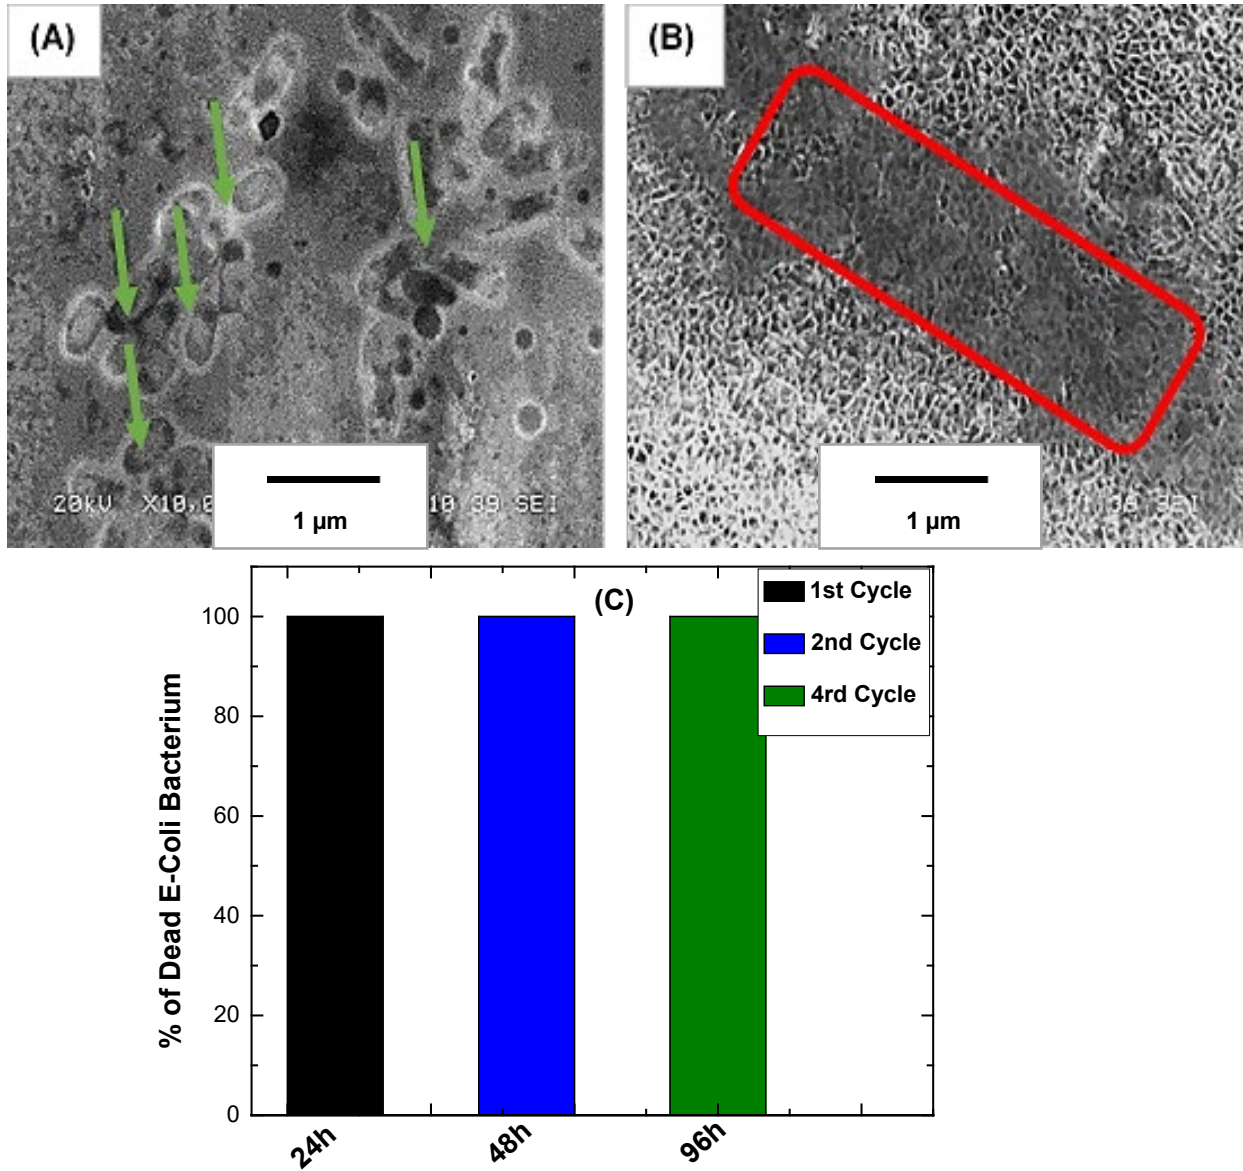 (A)
(B)
20kV X10,0 10 39 SEI
1 µm
SEI
1 µm
(C)
1st Cycle
2nd Cycle
4rd Cycle
% of Dead E-Coli Bacterium
100
80
60
40
20
0
24h
48h
96h